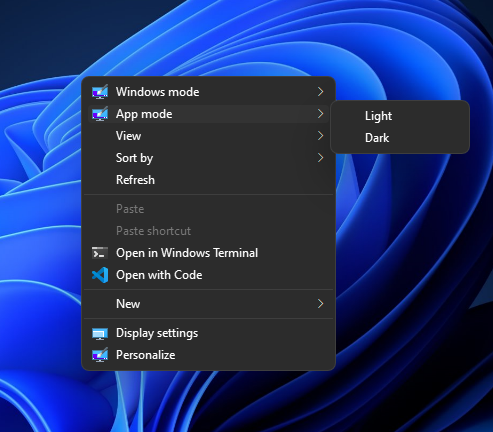 Windows mode
App mode
Light
View
Dark
Sort by
Refresh
Paste
Paste shortcut
Open in Windows Terminal
Open with Code
New
Display settings
Personalize